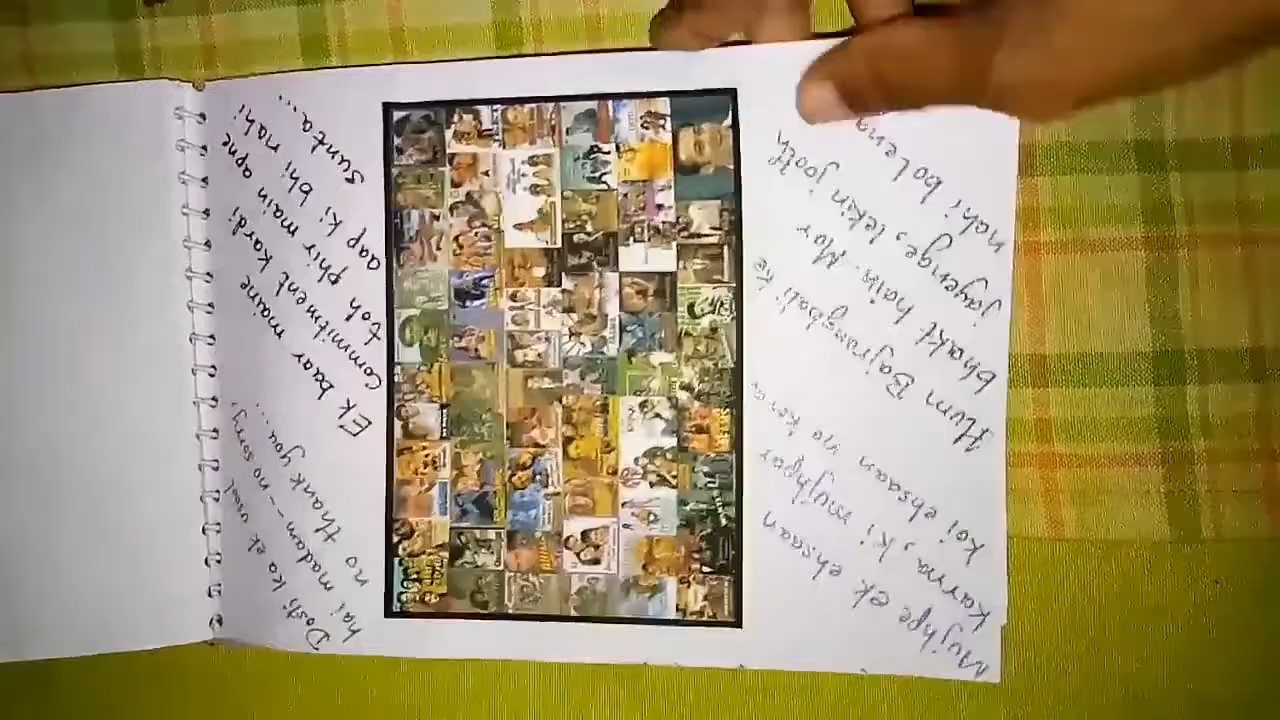 Dosti ka ek usool
hai madam - no sorry,
no thank you...
Ek baar maine
Commitment kardi
toh phir main apne
aap ki bhi nahi
Sunta...
Mujhpe ek ehsaan
karna, ki mujhpar
koi ehsaan na karna
Hum Bajrangbali ke
bhakt hain. Mar
jayenge, lekin jooth
nahi bolenge